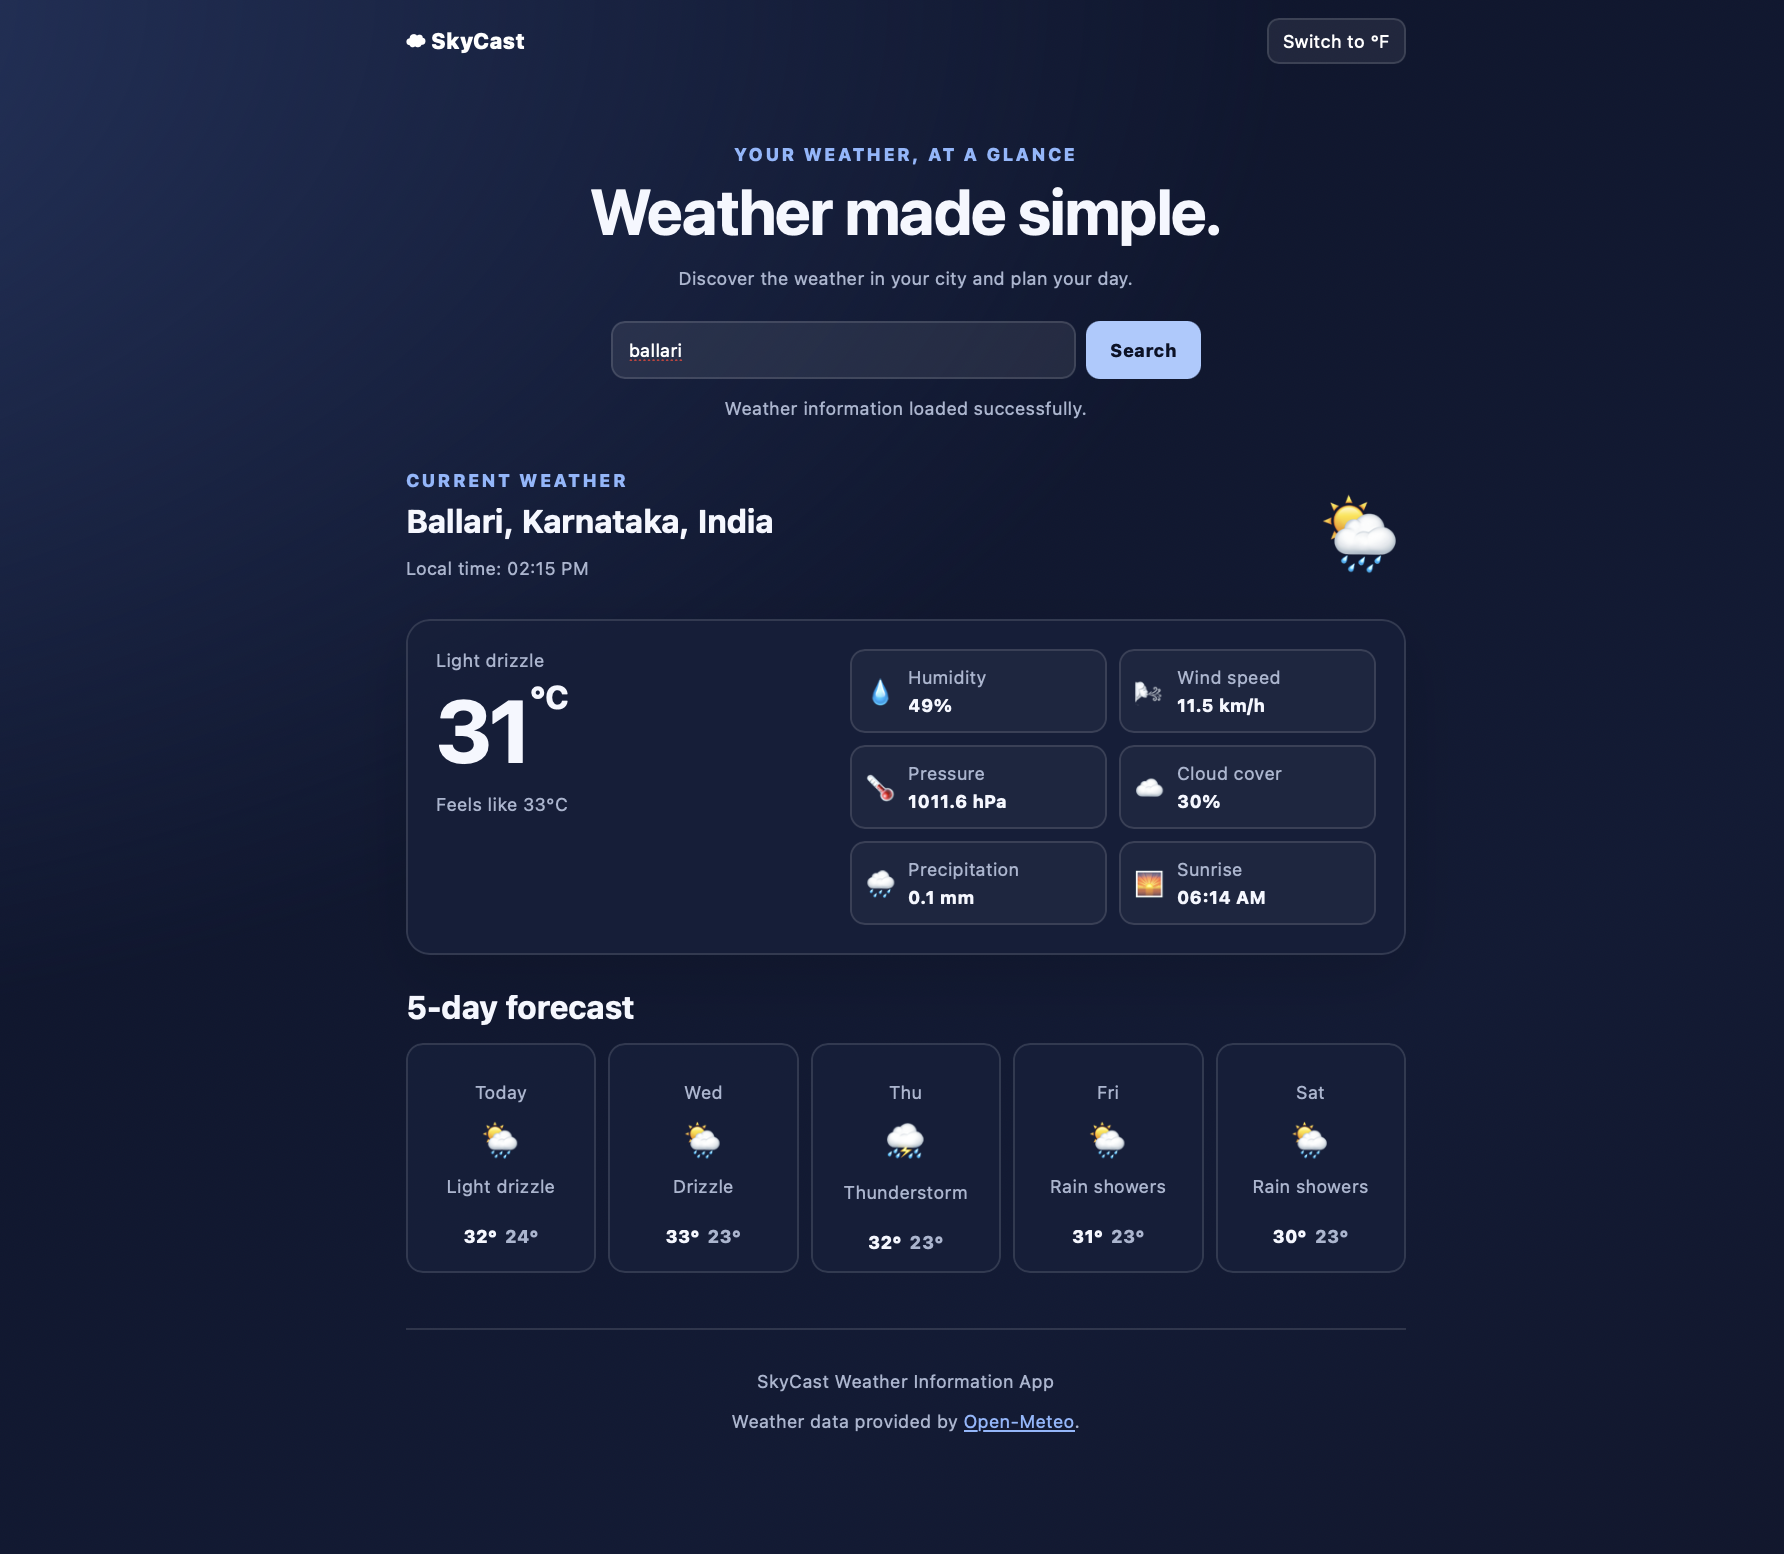 SkyCast
Switch to °F
YOUR WEATHER, AT A GLANCE
Weather made simple.
Discover the weather in your city and plan your day.
ballari
Search
Weather information loaded successfully.
CURRENT WEATHER
Ballari, Karnataka, India
Local time: 02:15 PM
Light drizzle
31°C
Feels like 33°C
Humidity
49%
Wind speed
11.5 km/h
Pressure
1011.6 hPa
Cloud cover
30%
Precipitation
0.1 mm
Sunrise
06:14 AM
5-day forecast
Today
Light drizzle
32° 24°
Wed
Drizzle
33° 23°
Thu
Thunderstorm
32° 23°
Fri
Rain showers
31° 23°
Sat
Rain showers
30° 23°
SkyCast Weather Information App
Weather data provided by Open-Meteo.